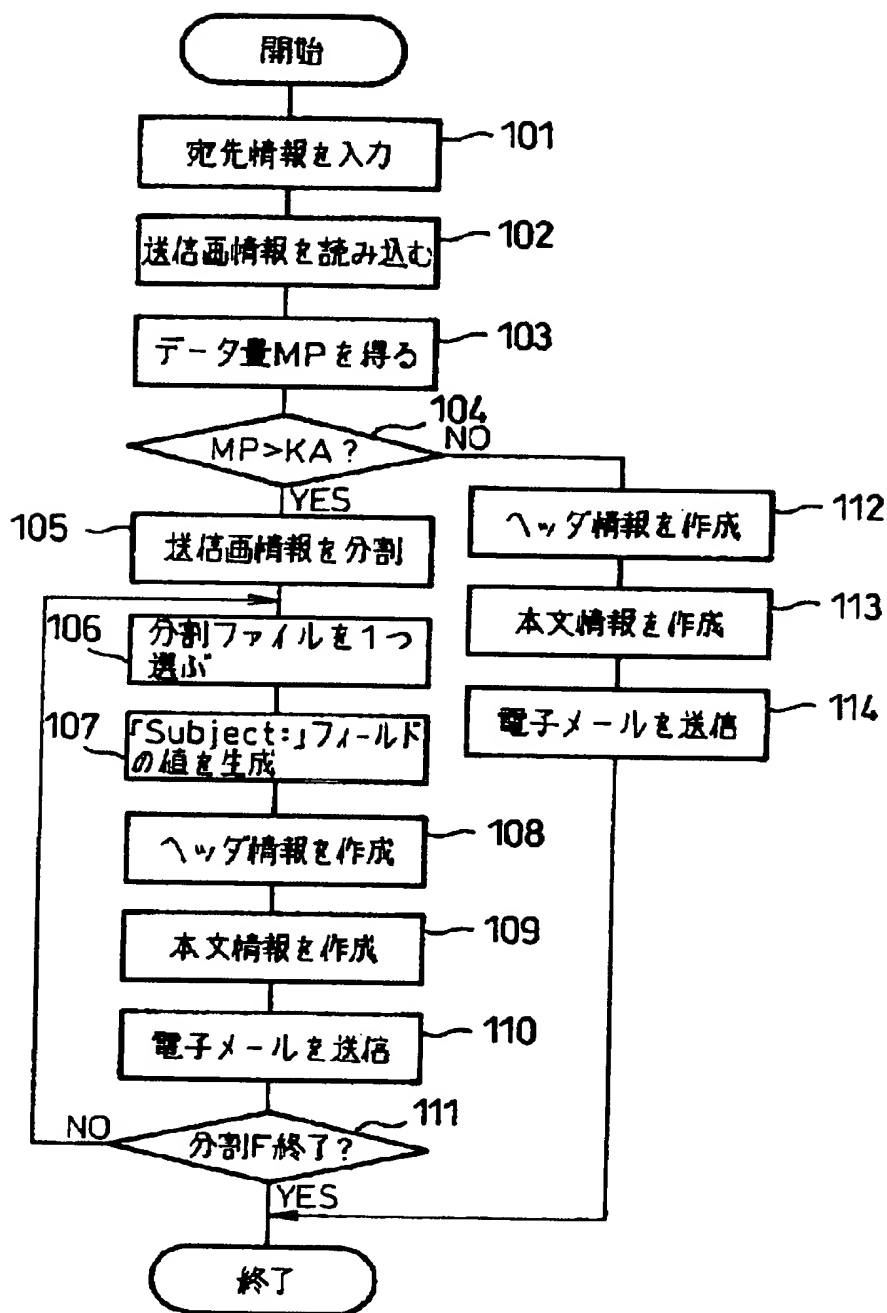 開始
宛先情報を入力
101
送信画情報を読み込む
102
データ量MPを得る
103
MP>KA?
104
NO
YES
105
送信画情報を分割
106
分割ファイルを1つ
選ぶ
107
「Subject:」フィールド
の値を生成
ヘッダ情報を作成
108
本文情報を作成
109
電子メールを送信
110
分割F終了?
111
NO
YES
ヘッダ情報を作成
112
本文情報を作成
113
電子メールを送信
114
終了